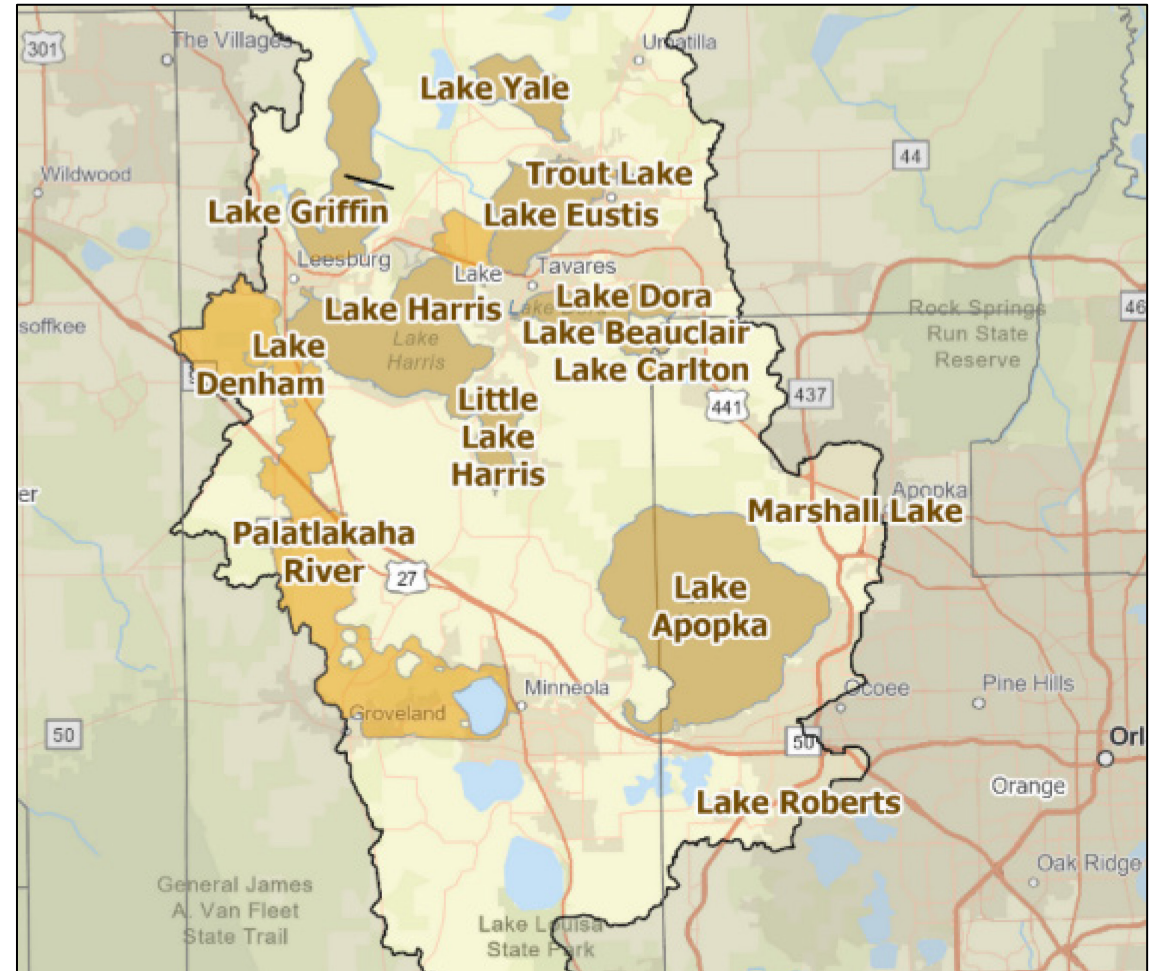 The Villages
Umatilla
301
Lake Yale
44
Wildwood
Trout Lake
Lake Griffin
Lake Eustis
Leesburg
Lake
Tavares
Lake Harris
Lake Dora
Rock Springs
Run State
Reserve
46
soffkee
Lake
Harris
Lake Beauclair
Lake
Denham
Lake Carlton
437
441
Little
Lake
Harris
er
Apopka
Marshall Lake
Palatlakaha
River
27
Lake
Apopka
Minneola
Ocoee
Pine Hills
Groveland
50
50
Orl
Orange
Lake Roberts
Oak Ridge
General James
A. Van Fleet
State Trail
Lake Louisa
State Park